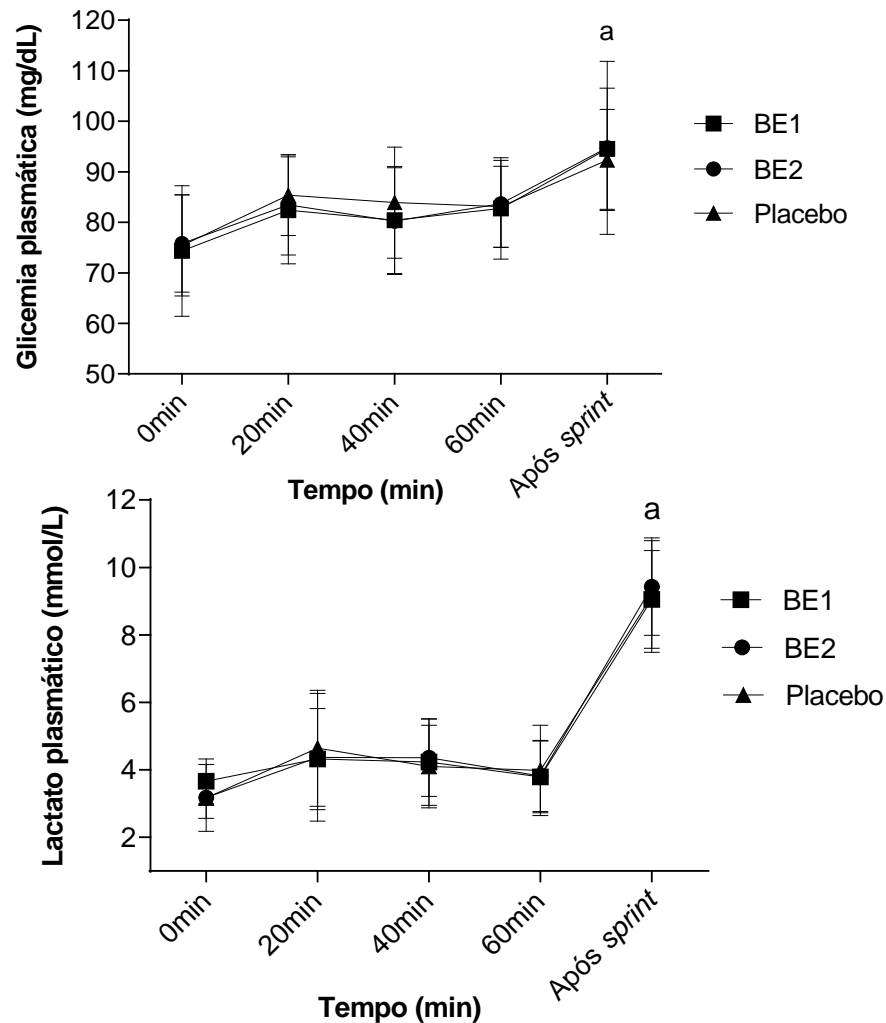 Glicemia plasmática (mg/dL)
120
110
100
90
80
70
60
50
a
BE1
BE2
Placebo
0min
20min
40min
60min
Após sprint
Tempo (min)
Lactato plasmático (mmol/L)
12
10
8
6
4
2
a
BE1
BE2
Placebo
0min
20min
40min
60min
Após sprint
Tempo (min)